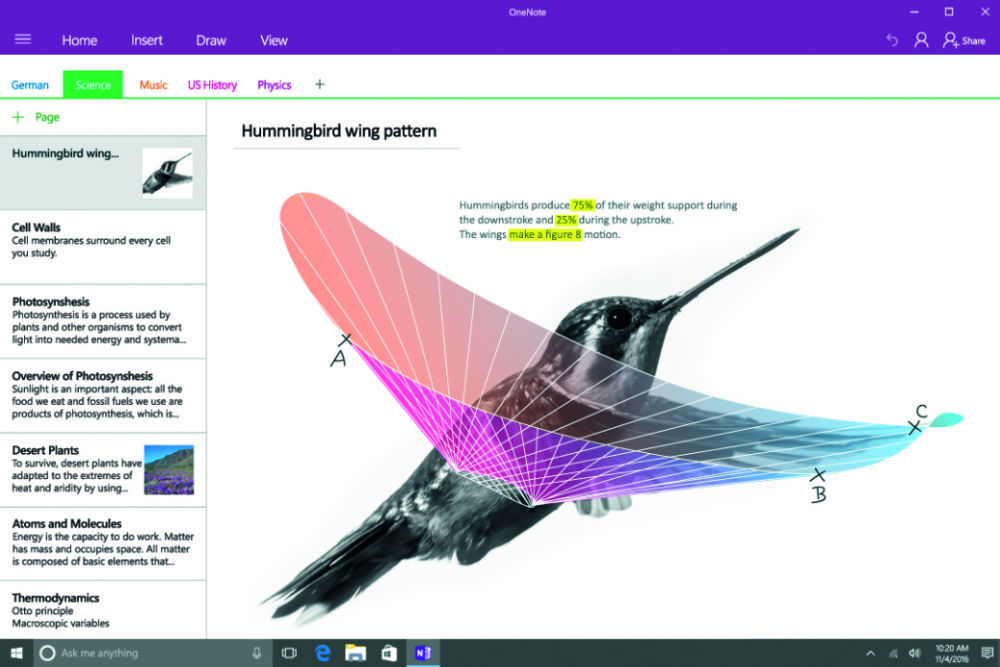 OneNote
Home Insert Draw View
Share
German Science Music US History Physics +
+ Page
Hummingbird wing...
Cell Walls
Cell membranes surround every cell
you study.
Photosynshesis
Photosynthesis is a process used by
plants and other organisms to convert
light into needed energy and systema...
Overview of Photosynshesis
Sunlight is an important aspect: all the
food we eat and fossil fuels we use are
products of photosynthesis, which is...
Desert Plants
To survive, desert plants have
adapted to the extremes of
heat and aridity by using...
Atoms and Molecules
Energy is the capacity to do work. Matter
has mass and occupies space. All matter
is composed of basic elements that...
Thermodynamics
Otto principle
Macroscopic variables
Hummingbird wing pattern
Hummingbirds produce 75% of their weight support during
the downstroke and 25% during the upstroke.
The wings make a figure 8 motion.
A
C
B
Ask me anything
10:20 AM
11/4/2016